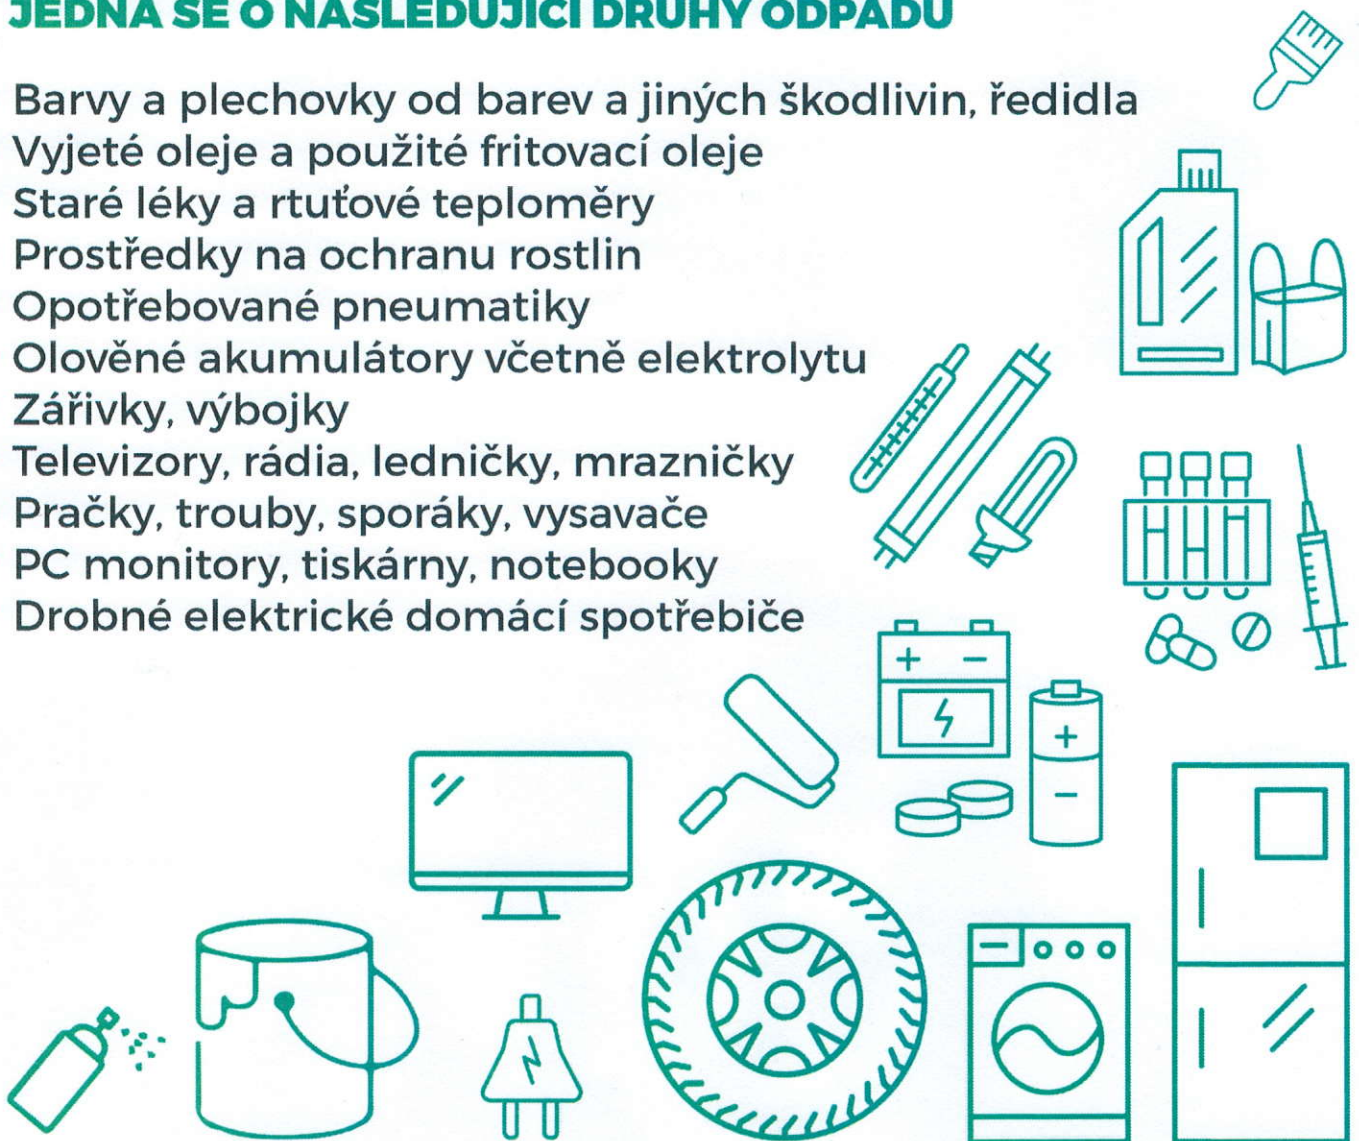 JEDNÁ SE O NÁSLEDUJÍCÍ DRUHY ODPADŮ
Barvy a plechovky od barev a jiných škodlivin, ředidla
Vyjeté oleje a použité fritovací oleje
Staré léky a rtuťové teploměry
Prostředky na ochranu rostlin
Opotřebované pneumatiky
Olověné akumulátory včetně elektrolytu
Zářivky, výbojky
Televizory, rádia, ledničky, mrazničky
Pračky, trouby, sporáky, vysavače
PC monitory, tiskárny, notebooky
Drobné elektrické domácí spotřebiče